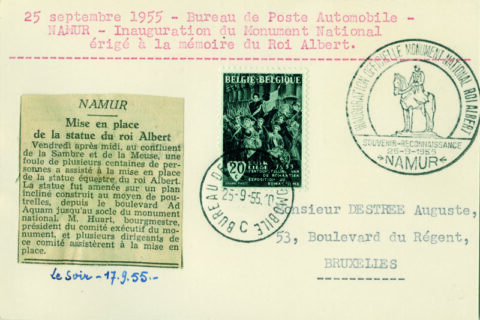 25 septembre 1955 - Bureau de Poste Automobile -
NAMUR - Inauguration du Monument National
érigé à la mémoire du Roi Albert.
NAMUR
Mise en place
de la statue du roi Albert
Vendredi après midi, au confluent
de la Sambre et de la Meuse, une
foule de plusieurs centaines de per-
sonnes a assisté à la mise en place
de la statue équestre du roi Albert.
La statue fut amenée sur un plan
incliné construit au moyen de pou-
trelles, depuis le boulevard Ad
Aquam jusqu'au socle du monument
national. M. Huart, bourgmestre,
président du comité exécutif du mo-
nument, et plusieurs dirigeants de
ce comité assistèrent à la mise en
place.
Le Soir - 17.9.55.-
BELGIË-BELGIQUE
20
BUREAU DE
25-9-55
MOBILE
C
INAUGURATION OFFICIELLE MONUMENT NATIONAL ROI ALBERT
SOUVENIR-RECONNAISSANCE
25-9-1955
NAMUR
Monsieur DESTREE Auguste,
53, Boulevard du Régent,
BRUXELLES